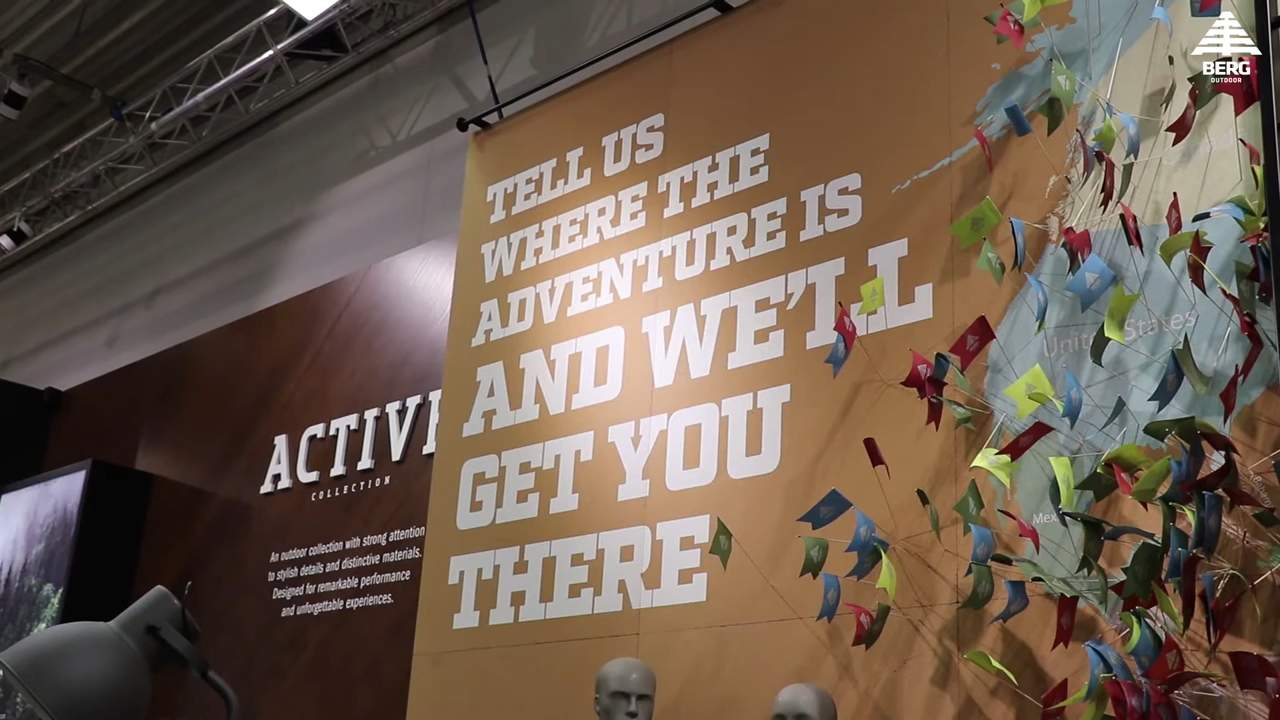 BERG
OUTDOOR
TELL US
WHERE THE
ADVENTURE IS
AND WE'LL
GET YOU
THERE
ACTIVE
COLLECTION
An outdoor collection with strong attention
to stylish details and distinctive materials.
Designed for remarkable performance
and unforgettable experiences.
United States